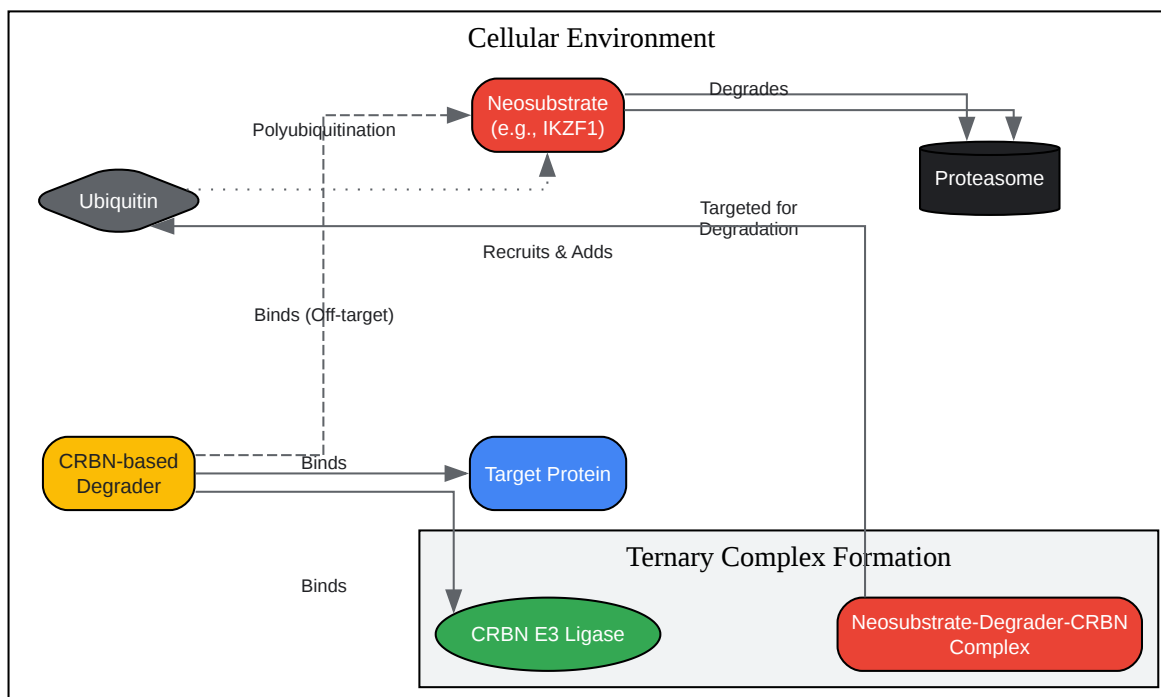 Cellular Environment
Neosubstrate
(e.g., IKZF1)
Degrades
Polyubiquitination
Proteasome
Ubiquitin
Targeted for
Degradation
Recruits & Adds
Binds (Off-target)
CRBN-based
Degrader
Binds
Target Protein
Ternary Complex Formation
Binds
CRBN E3 Ligase
Neosubstrate-Degrader-CRBN
Complex